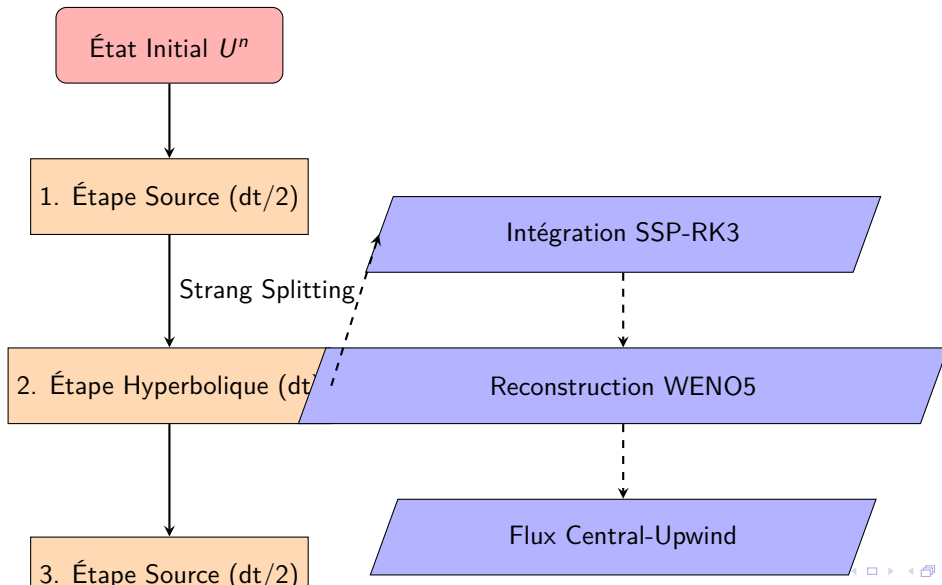 État Initial Uⁿ
1. Étape Source (dt/2)
Intégration SSP-RK3
Strang Splitting
2. Étape Hyperbolique (dt)
Reconstruction WENO5
Flux Central-Upwind
3. Étape Source (dt/2)